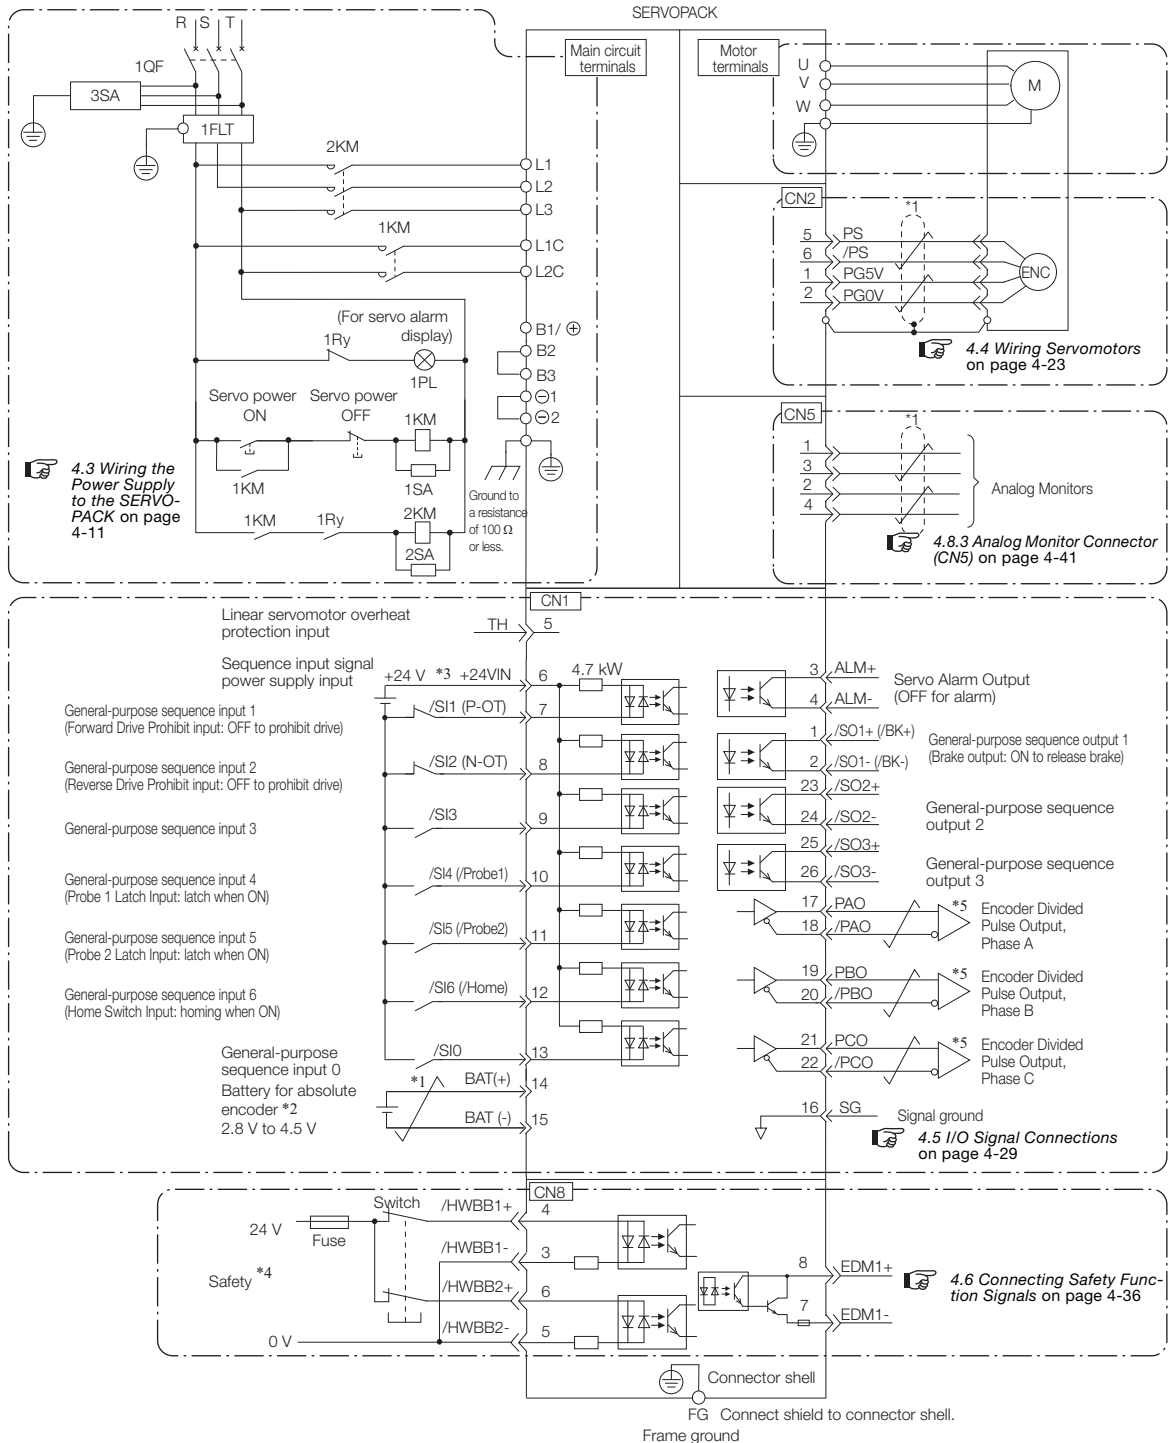 SERVOPACK
R S T
Main circuit
terminals
Motor
terminals
1QF
3SA
1FLT
2KM
L1
L2
L3
1KM
L1C
L2C
(For servo alarm
display)
1Ry
1PL
B1/ ⊕
B2
B3
⊖1
⊖2
Servo power
ON
Servo power
OFF
1KM
1KM
1SA
4.3 Wiring the
Power Supply
to the SERVO-
PACK on page
4-11
Ground to
a resistance
of 100 Ω
or less.
1KM
1Ry
2KM
2SA
U
V
W
M
CN2
*1
5 PS
6 /PS
1 PG5V
2 PG0V
ENC
4.4 Wiring Servomotors
on page 4-23
CN5
*1
1
3
2
4
Analog Monitors
4.8.3 Analog Monitor Connector
(CN5) on page 4-41
CN1
Linear servomotor overheat
protection input
TH 5
Sequence input signal
power supply input
+24 V *3 +24VIN 6
4.7 kW
General-purpose sequence input 1
(Forward Drive Prohibit input: OFF to prohibit drive)
/SI1 (P-OT) 7
General-purpose sequence input 2
(Reverse Drive Prohibit input: OFF to prohibit drive)
/SI2 (N-OT) 8
General-purpose sequence input 3
/SI3 9
General-purpose sequence input 4
(Probe 1 Latch Input: latch when ON)
/SI4 (/Probe1) 10
General-purpose sequence input 5
(Probe 2 Latch Input: latch when ON)
/SI5 (/Probe2) 11
General-purpose sequence input 6
(Home Switch Input: homing when ON)
/SI6 (/Home) 12
General-purpose
sequence input 0
/SI0 13
Battery for absolute
encoder *2
2.8 V to 4.5 V
*1
BAT(+) 14
BAT (-) 15
3 ALM+
4 ALM-
Servo Alarm Output
(OFF for alarm)
1 /SO1+ (/BK+)
2 /SO1- (/BK-)
General-purpose sequence output 1
(Brake output: ON to release brake)
23 /SO2+
24 /SO2-
General-purpose sequence
output 2
25 /SO3+
26 /SO3-
General-purpose sequence
output 3
17 PAO
18 /PAO
*5
Encoder Divided
Pulse Output,
Phase A
19 PBO
20 /PBO
*5
Encoder Divided
Pulse Output,
Phase B
21 PCO
22 /PCO
*5
Encoder Divided
Pulse Output,
Phase C
16 SG
Signal ground
4.5 I/O Signal Connections
on page 4-29
CN8
Switch
24 V
Fuse
Safety *4
0 V
/HWBB1+ 4
/HWBB1- 3
/HWBB2+ 6
/HWBB2- 5
8 EDM1+
7 EDM1-
4.6 Connecting Safety Func-
tion Signals on page 4-36
Connector shell
FG Connect shield to connector shell.
Frame ground